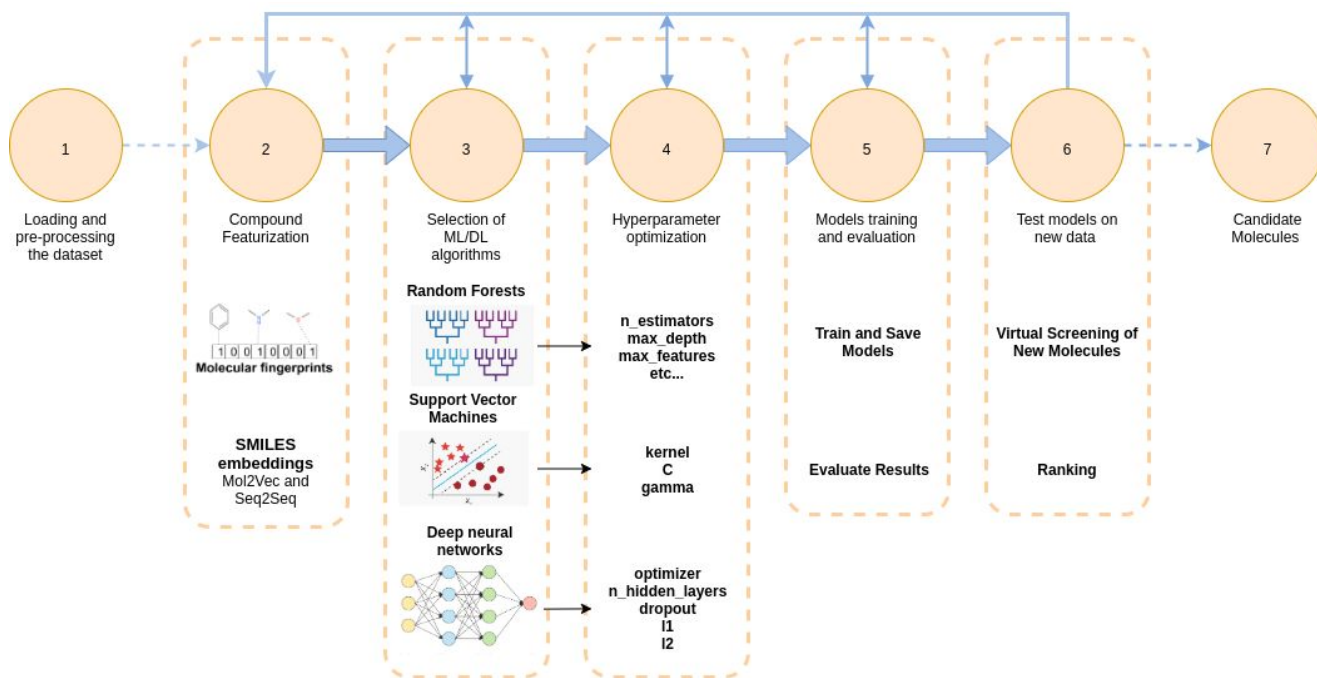 1
2
3
4
5
6
7
Loading and
pre-processing
the dataset
Compound
Featurization
Selection of
ML/DL
algorithms
Hyperparameter
optimization
Models training
and evaluation
Test models on
new data
Candidate
Molecules
1 0 0 1 0 0 0 1
Molecular fingerprints
SMILES
embeddings
Mol2Vec and
Seq2Seq
Random Forests
Support Vector
Machines
Deep neural
networks
n_estimators
max_depth
max_features
etc...
kernel
C
gamma
optimizer
n_hidden_layers
dropout
l1
l2
Train and Save
Models
Evaluate Results
Virtual Screening of
New Molecules
Ranking